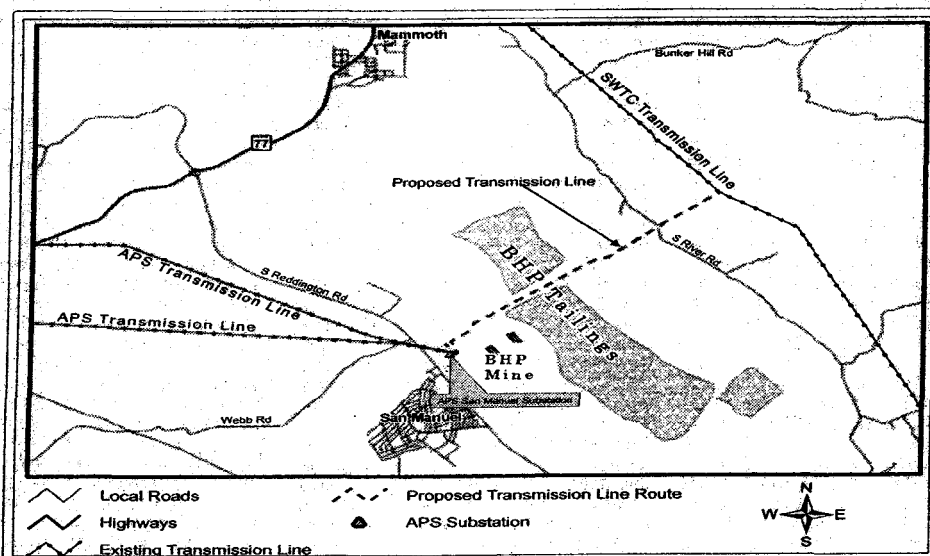 Mammoth
Bunker Hill Rd
SWTC Transmission Line
77
Proposed Transmission Line
S River Rd
BHP Tailings
S Reddington Rd
APS Transmission Line
APS Transmission Line
BHP
Mine
APS San Manuel Substation
San Manuel
Webb Rd
Local Roads
Proposed Transmission Line Route
Highways
APS Substation
Existing Transmission Line
N
W
E
S